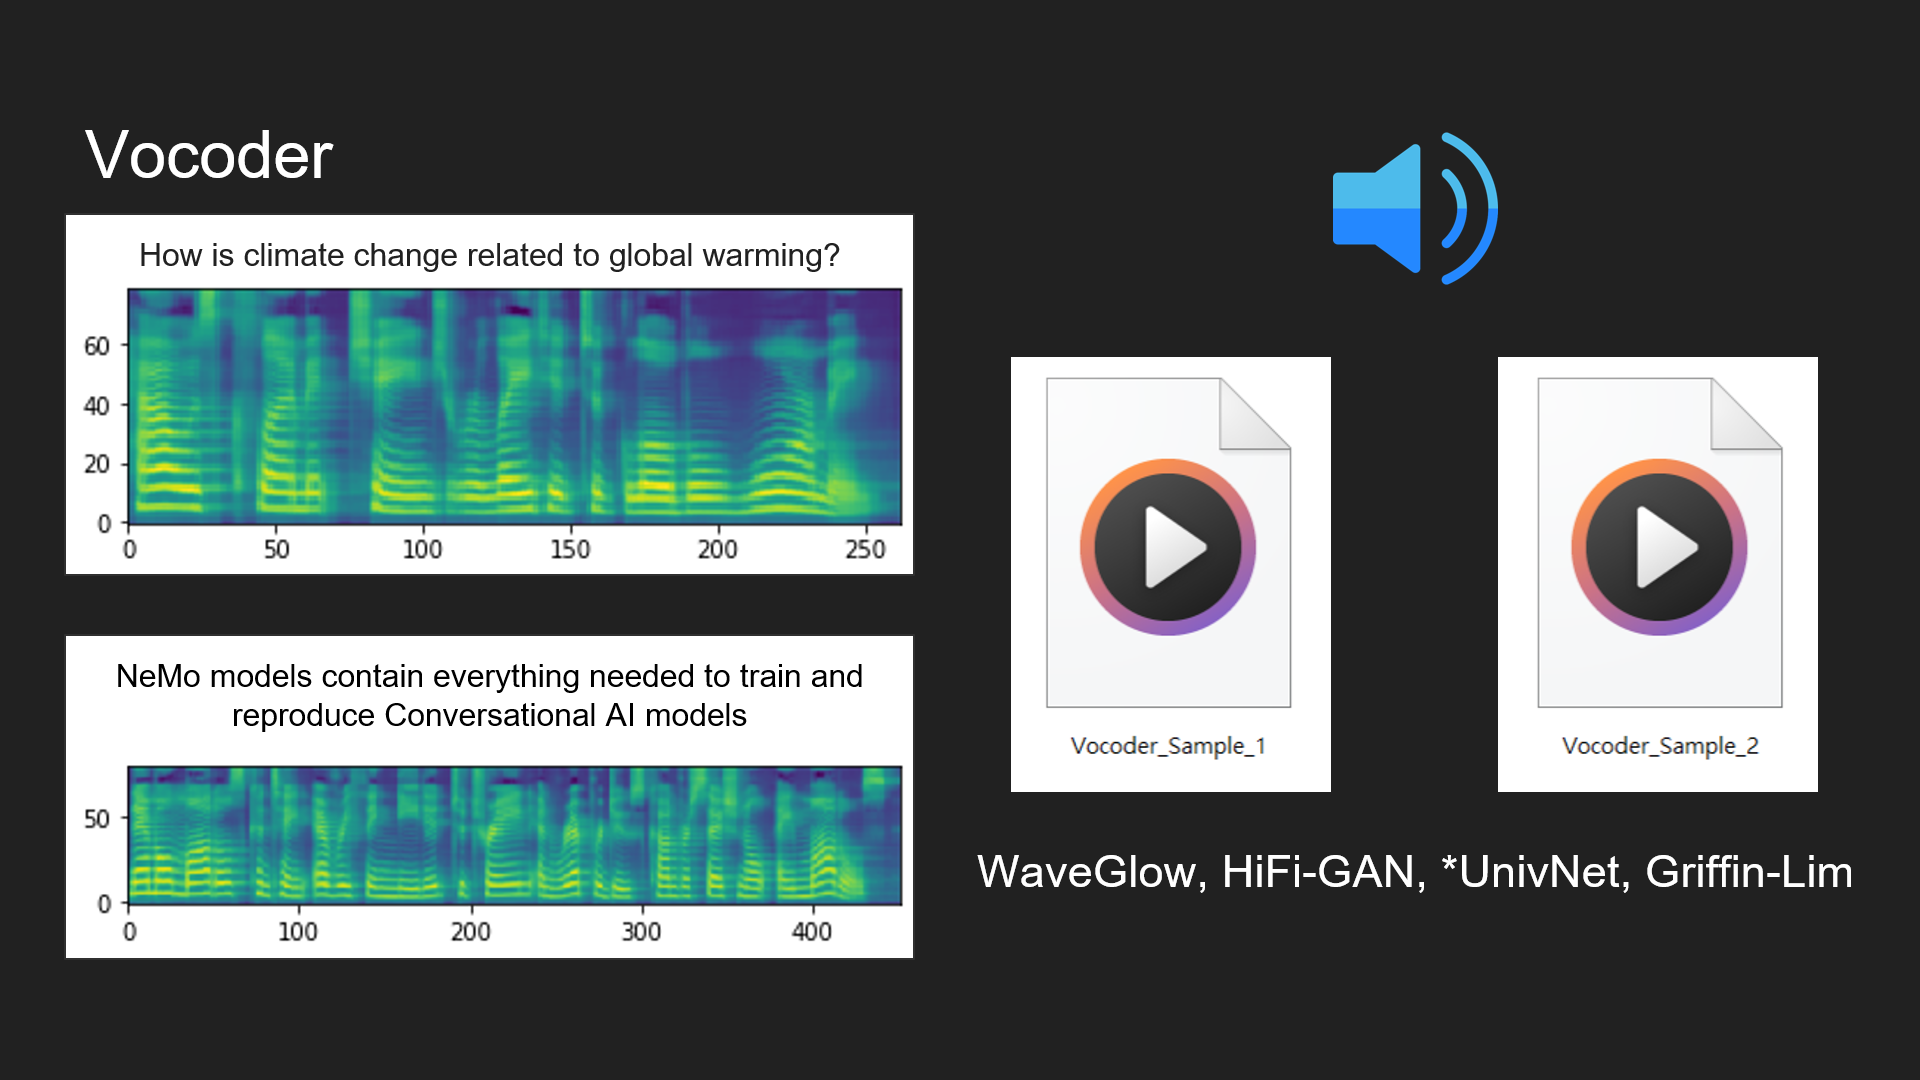 Vocoder
How is climate change related to global warming?
60
40
20
0
0 50 100 150 200 250
NeMo models contain everything needed to train and
reproduce Conversational AI models
50
0
0 100 200 300 400
Vocoder_Sample_1
Vocoder_Sample_2
WaveGlow, HiFi-GAN, *UnivNet, Griffin-Lim